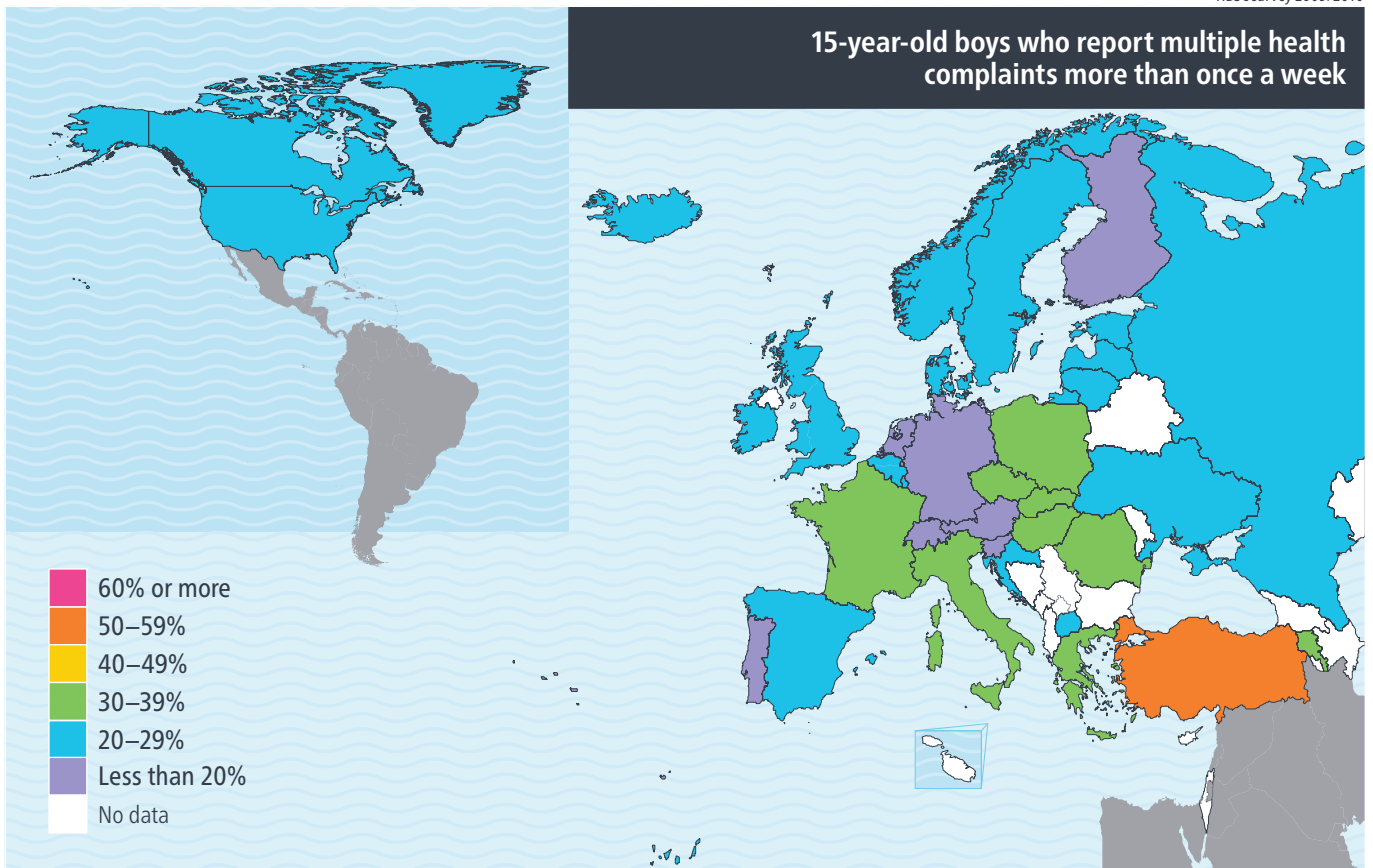 15-year-old boys who report multiple health
complaints more than once a week
60% or more
50–59%
40–49%
30–39%
20–29%
Less than 20%
No data